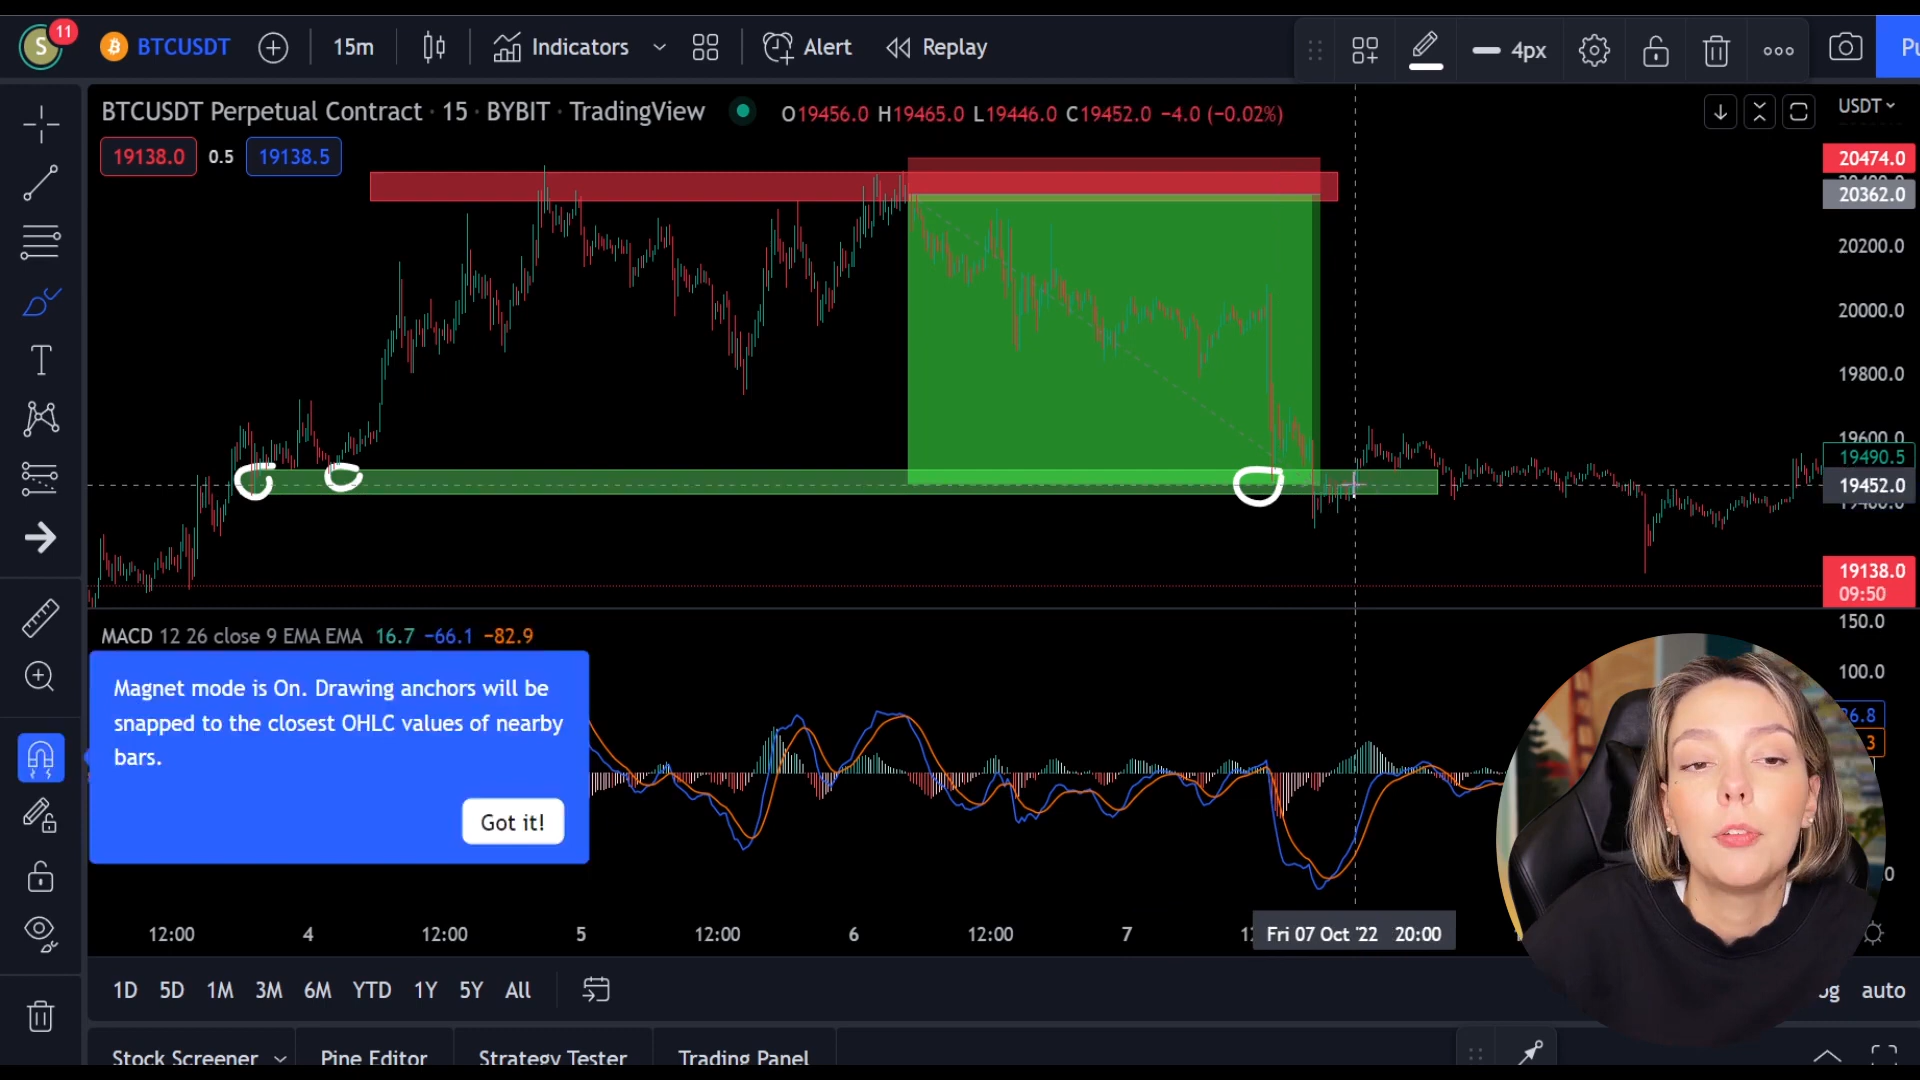 S 11 BTCUSDT 15m Indicators Alert Replay 4px Pu
BTCUSDT Perpetual Contract · 15 · BYBIT · TradingView O19456.0 H19465.0 L19446.0 C19452.0 −4.0 (−0.02%) USDT
19138.0 0.5 19138.5
20474.0
20362.0
20200.0
20000.0
19800.0
19600.0
19490.5
19452.0
19138.0
09:50
MACD 12 26 close 9 EMA EMA 16.7 −66.1 −82.9
150.0
100.0
Magnet mode is On. Drawing anchors will be
snapped to the closest OHLC values of nearby
bars.
Got it!
12:00 4 12:00 5 12:00 6 12:00 7 Fri 07 Oct '22 20:00
1D 5D 1M 3M 6M YTD 1Y 5Y All auto
Stock Screener Pine Editor Strategy Tester Trading Panel